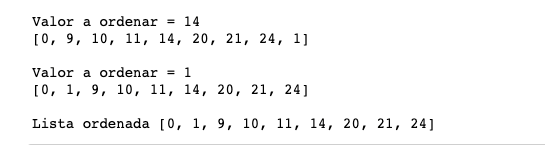 Valor a ordenar = 14
[0, 9, 10, 11, 14, 20, 21, 24, 1]
Valor a ordenar = 1
[0, 1, 9, 10, 11, 14, 20, 21, 24]
Lista ordenada [0, 1, 9, 10, 11, 14, 20, 21, 24]